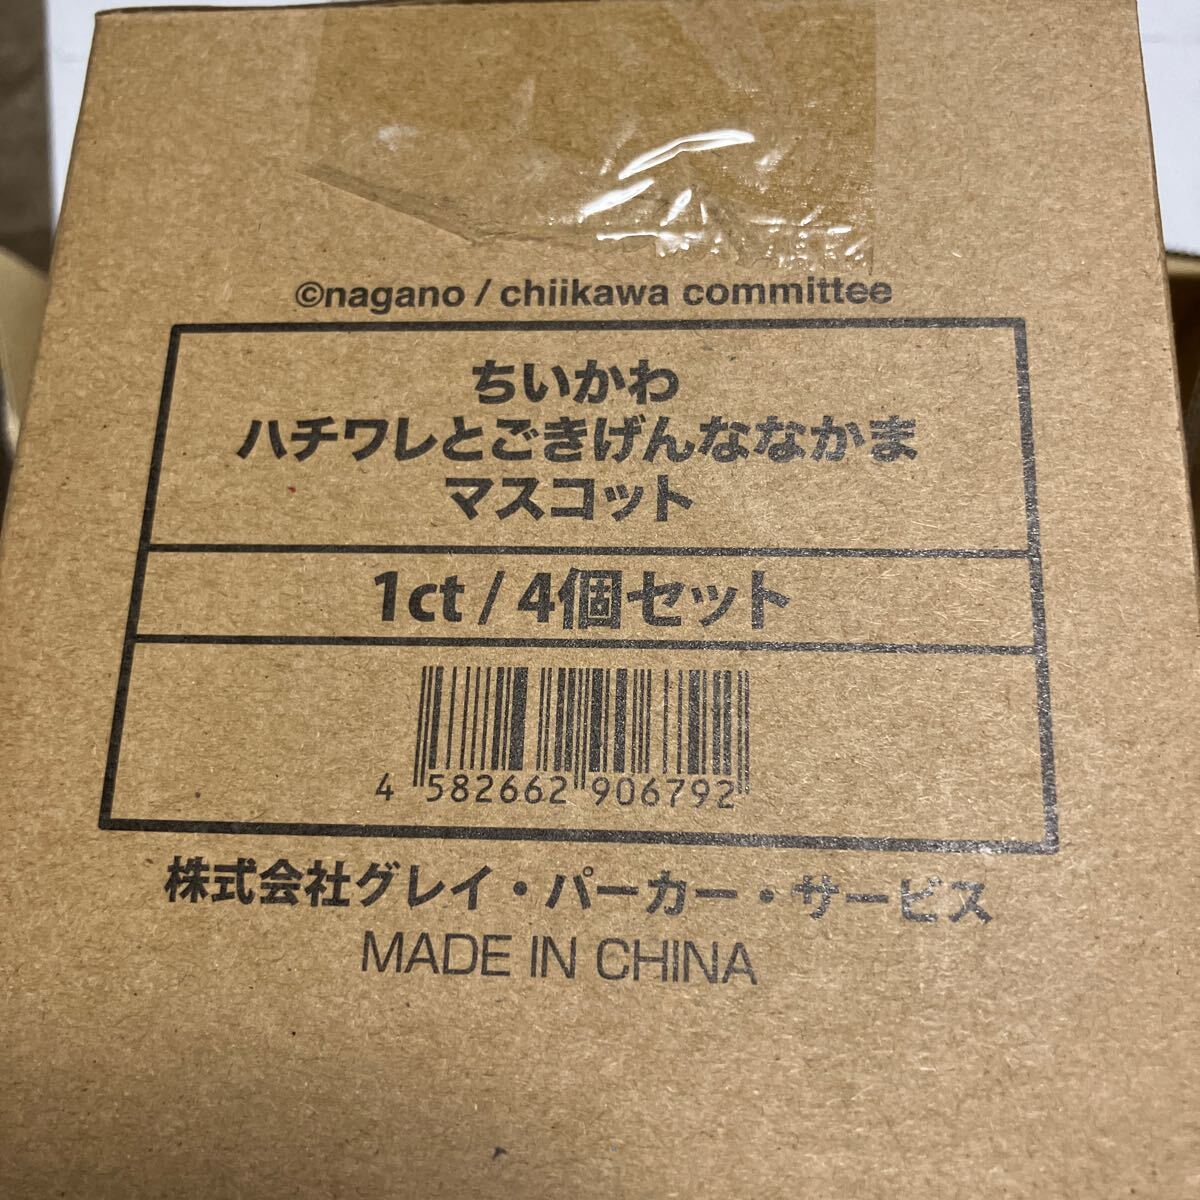 ©nagano / chiikawa committee
ちいかわ
ハチワレとごきげんななかま
マスコット
1ct / 4個セット
4 582662 906792
株式会社グレイ・パーカー・サービス
MADE IN CHINA